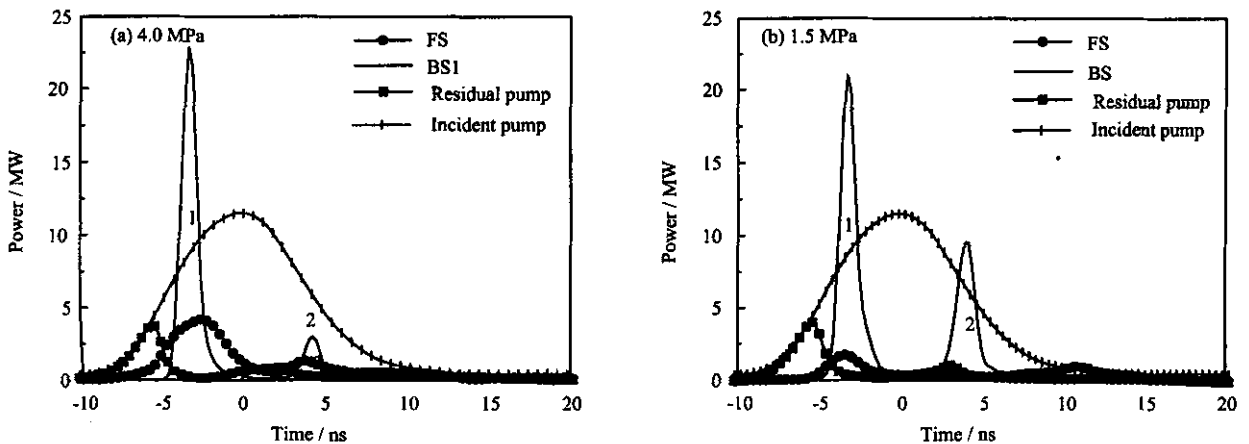 (a) 4.0 MPa
FS
BS1
Residual pump
Incident pump
1
2
25
20
15
10
5
0
Power / MW
-10 -5 0 5 10 15 20
Time / ns
(b) 1.5 MPa
FS
BS
Residual pump
Incident pump
1
2
25
20
15
10
5
0
Power / MW
-10 -5 0 5 10 15 20
Time / ns